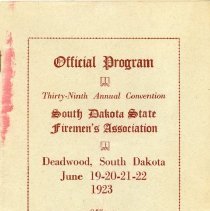 Official Program
Thirty-Ninth Annual Convention
South Dakota State
Firemen's Association
Deadwood, South Dakota
June 19-20-21-22
1923